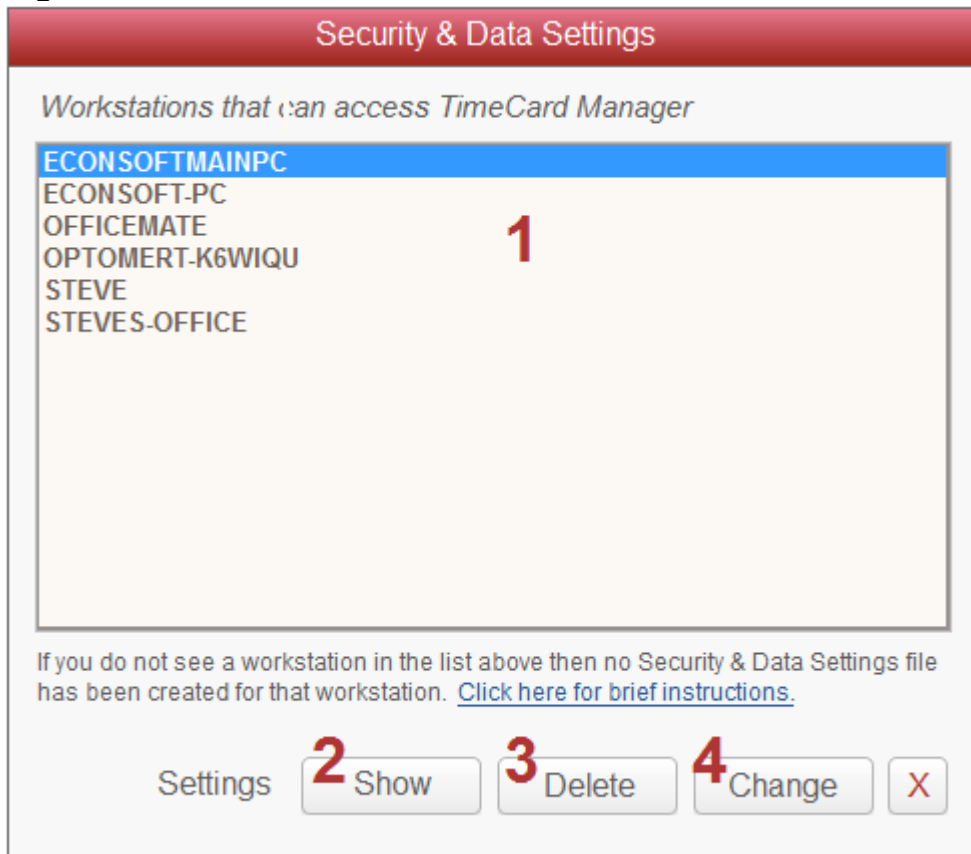 Security & Data Settings
Workstations that can access TimeCard Manager
ECONSOFTMAINPC
ECONSOFT-PC
OFFICEMATE
1
OPTOMERT-K6WIQU
STEVE
STEVES-OFFICE
If you do not see a workstation in the list above then no Security & Data Settings file
has been created for that workstation. Click here for brief instructions.
Settings 2 Show 3 Delete 4 Change X